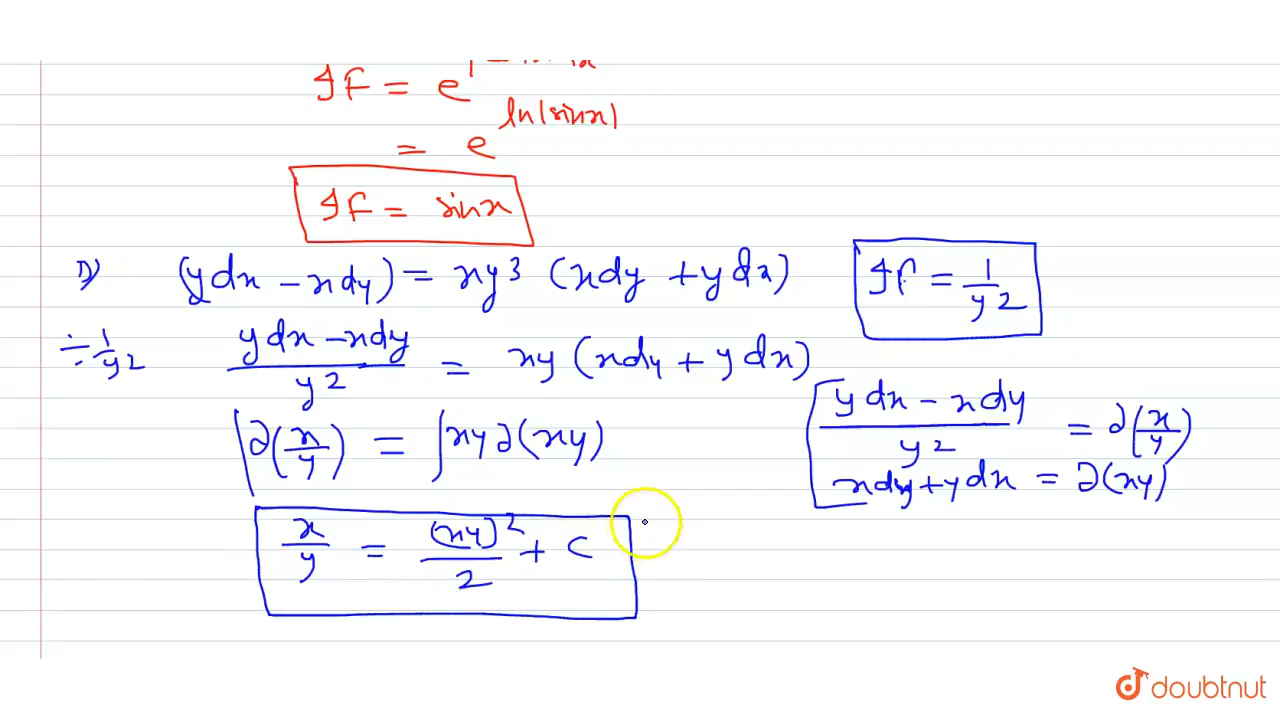 IF = e
ln|sinx|
= e
IF = sinx
D) (ydx - xdy) = xy³ (xdy + ydx) IF = 1/y²
÷ 1/y² (ydx - xdy)/y² = xy (xdy + ydx)
(ydx - xdy)/y² = ∂(x/y)
∫∂(x/y) = ∫xy∂(xy)
xdy + ydx = ∂(xy)
x/y = (xy)²/2 + C
doubtnut